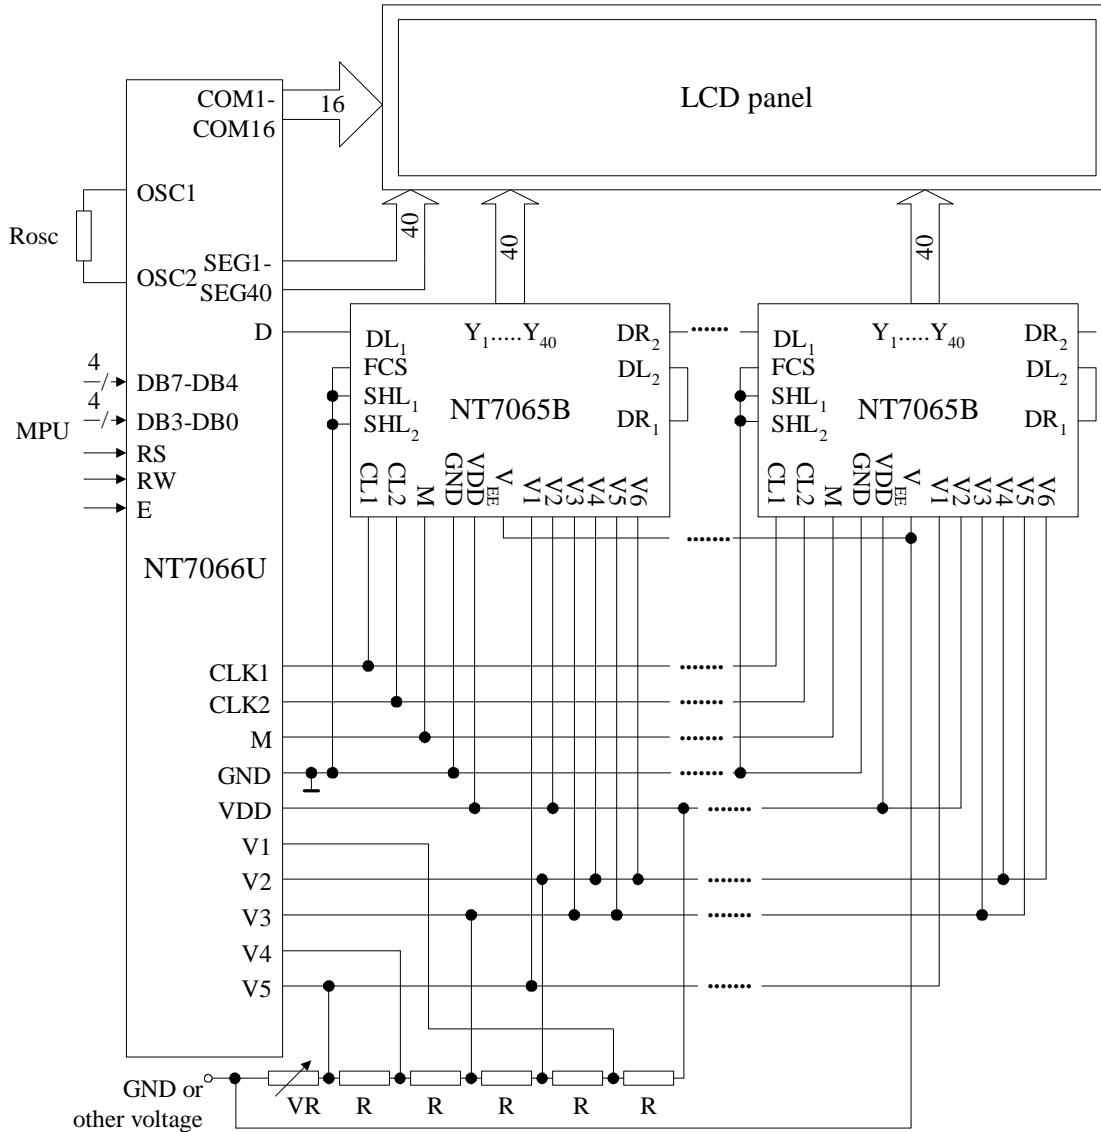 LCD panel
COM1-
COM16
16
OSC1
Rosc
OSC2
SEG1-
SEG40
40
40
40
D
4
DB7-DB4
4
DB3-DB0
MPU
RS
RW
E
NT7066U
DL1
Y1.....Y40
DR2
FCS
DL2
SHL1
NT7065B
SHL2
DR1
CL1
CL2
M
GND
VDD
VEE
V1
V2
V3
V4
V5
V6
DL1
Y1.....Y40
DR2
FCS
DL2
SHL1
NT7065B
SHL2
DR1
CL1
CL2
M
GND
VDD
VEE
V1
V2
V3
V4
V5
V6
CLK1
CLK2
M
GND
VDD
V1
V2
V3
V4
V5
GND or
other voltage
VR
R
R
R
R
R